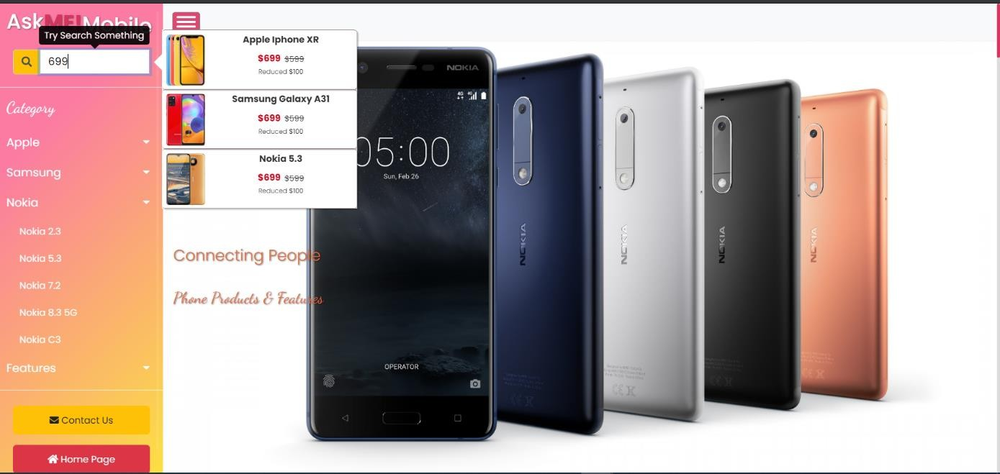 AskME!Mobile
Try Search Something
699
Category
Apple
Samsung
Nokia
Nokia 2.3
Nokia 5.3
Nokia 7.2
Nokia 8.3 5G
Nokia C3
Features
Contact Us
Home Page
Apple Iphone XR
$699 $599
Reduced $100
Samsung Galaxy A31
$699 $599
Reduced $100
Nokia 5.3
$699 $599
Reduced $100
Connecting People
Phone Products & Features
NOKIA
4G 4G
05:00
Sun, Feb 26
OPERATOR
NOKIA
NOKIA
NOKIA
NOKIA